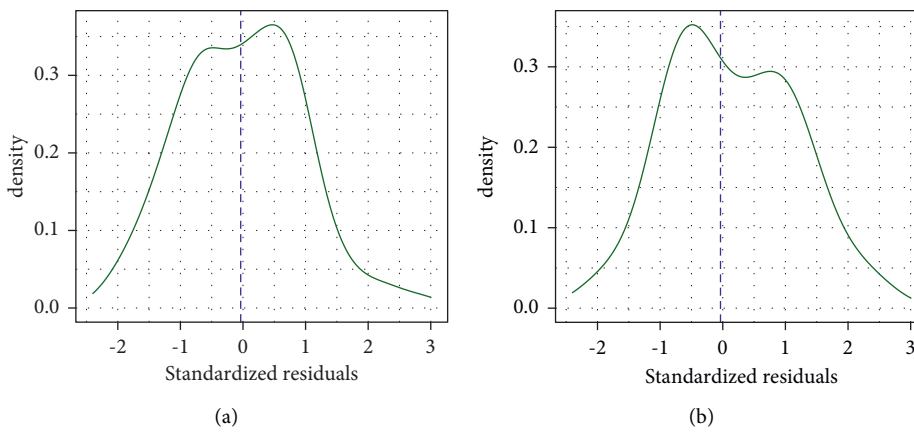 density
0.3
0.2
0.1
0.0
-2 -1 0 1 2 3
Standardized residuals
(a)
density
0.3
0.2
0.1
0.0
-2 -1 0 1 2 3
Standardized residuals
(b)